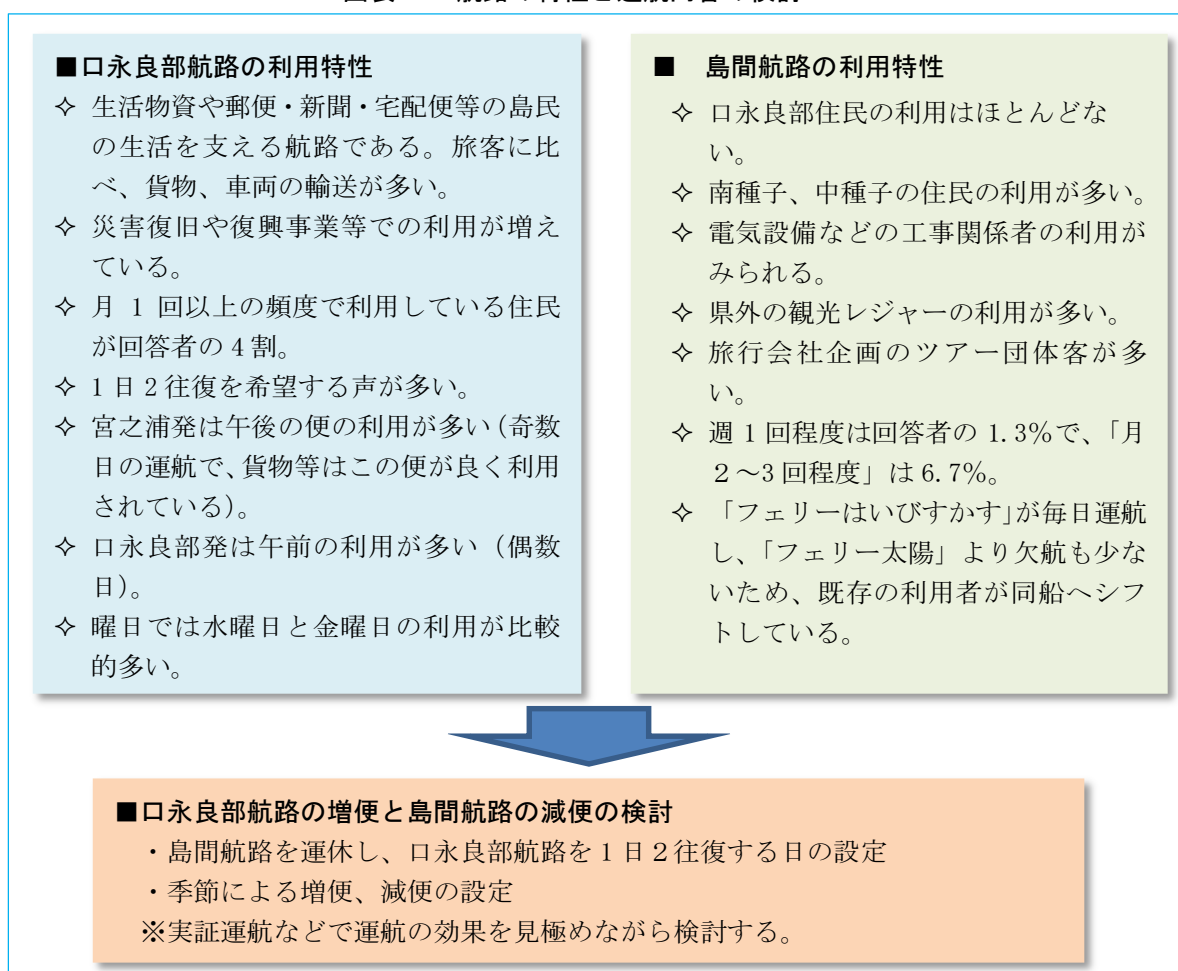 ■口永良部航路の利用特性
✧ 生活物資や郵便・新聞・宅配便等の島民
の生活を支える航路である。旅客に比
べ、貨物、車両の輸送が多い。
✧ 災害復旧や復興事業等での利用が増え
ている。
✧ 月 1 回以上の頻度で利用している住民
が回答者の 4 割。
✧ 1 日 2 往復を希望する声が多い。
✧ 宮之浦発は午後の便の利用が多い（奇数
日の運航で、貨物等はこの便が良く利用
されている）。
✧ 口永良部発は午前の利用が多い（偶数
日）。
✧ 曜日では水曜日と金曜日の利用が比較
的多い。
■ 島間航路の利用特性
✧ 口永良部住民の利用はほとんどな
い。
✧ 南種子、中種子の住民の利用が多い。
✧ 電気設備などの工事関係者の利用が
みられる。
✧ 県外の観光レジャーの利用が多い。
✧ 旅行会社企画のツアー団体客が多
い。
✧ 週 1 回程度は回答者の 1.3％で、「月
２～3 回程度」は 6.7％。
✧ 「フェリーはいびすかす」が毎日運航
し、「フェリー太陽」より欠航も少な
いため、既存の利用者が同船へシフ
トしている。
■口永良部航路の増便と島間航路の減便の検討
・島間航路を運休し、口永良部航路を１日２往復する日の設定
・季節による増便、減便の設定
※実証運航などで運航の効果を見極めながら検討する。